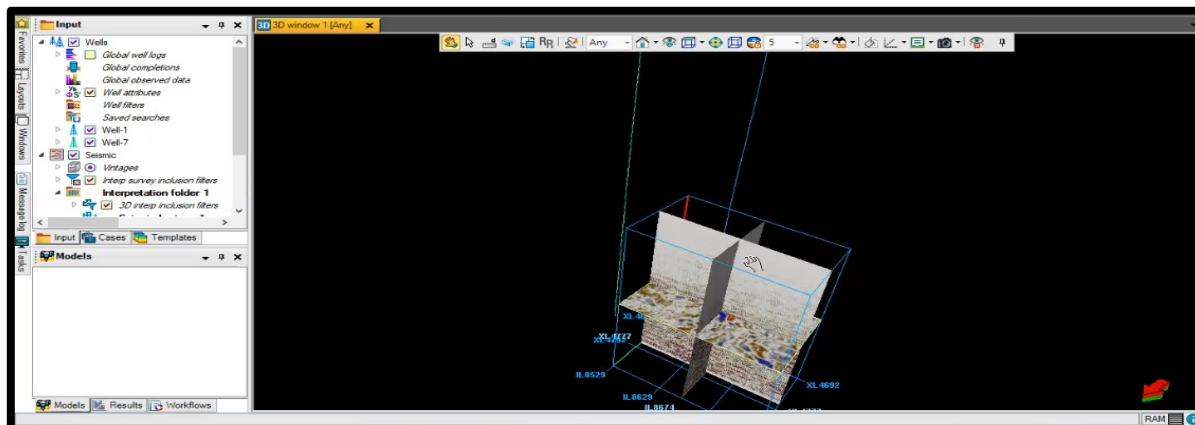 Input
3D 3D window 1 [Any]
Favorites
Layouts
Windows
Message log
Tasks
Wells
Global well logs
Global completions
Global observed data
Well attributes
Well filters
Saved searches
Well-1
Well-7
Seismic
Vintages
Interp survey inclusion filters
Interpretation folder 1
3D interp inclusion filters
Input Cases Templates
Models
Models Results Workflows
Any
5
XL4692
IL8529
IL8629
IL8674
RAM